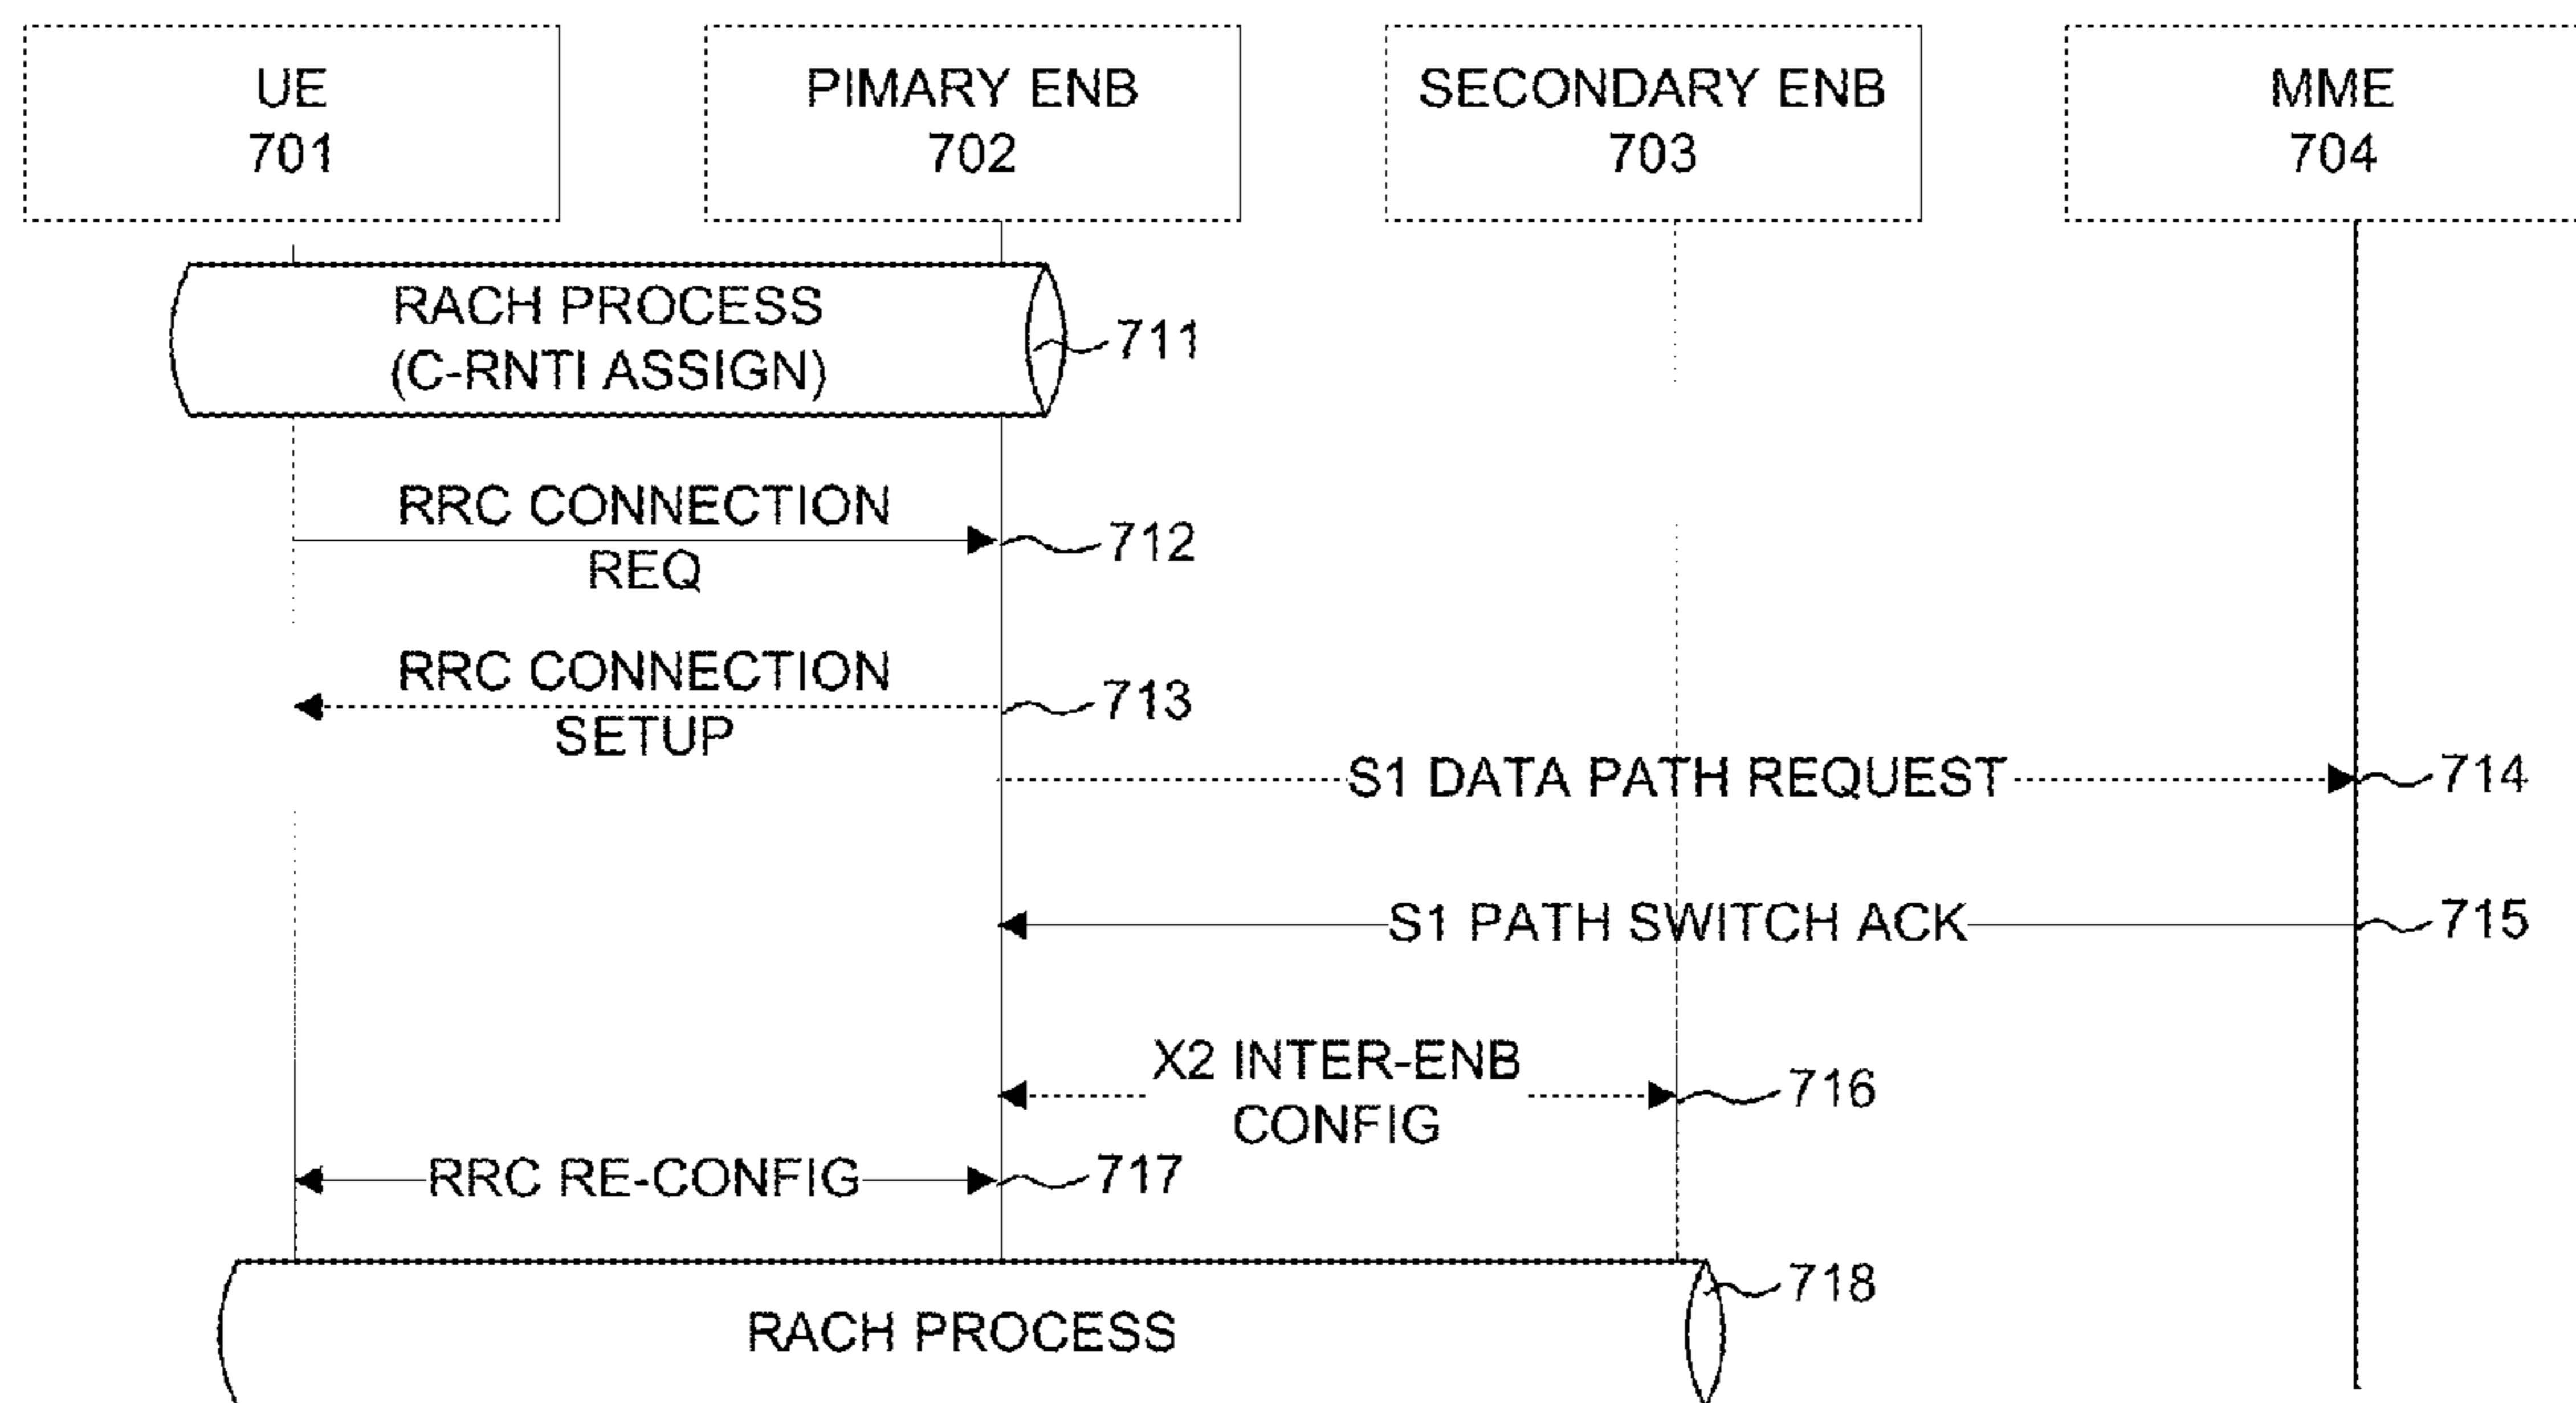 UE
701
PIMARY ENB
702
SECONDARY ENB
703
MME
704
RACH PROCESS
(C-RNTI ASSIGN)
711
RRC CONNECTION
REQ
712
RRC CONNECTION
SETUP
713
S1 DATA PATH REQUEST
714
S1 PATH SWITCH ACK
715
X2 INTER-ENB
CONFIG
716
RRC RE-CONFIG
717
RACH PROCESS
718